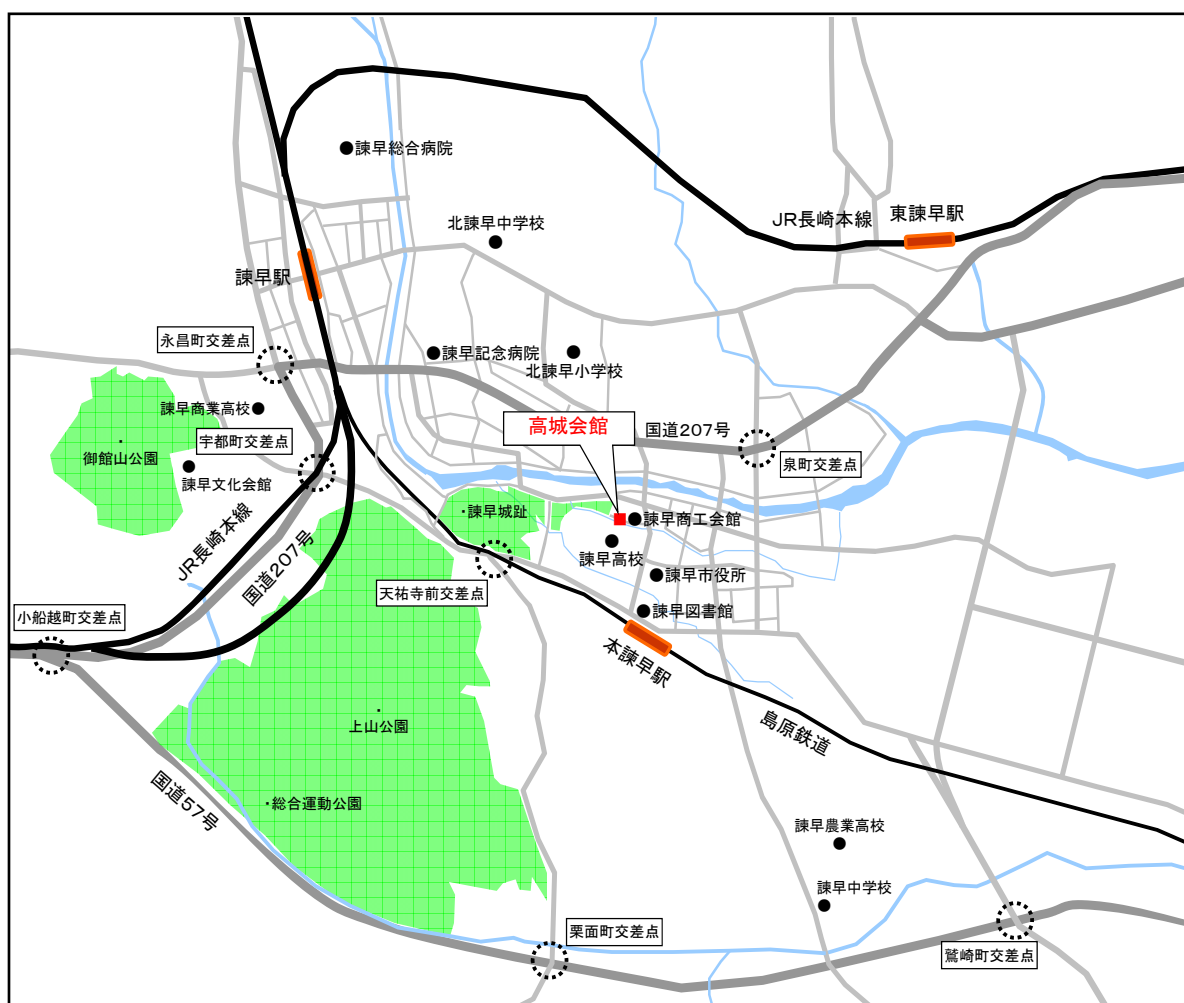 諫早総合病院
北諫早中学校
JR長崎本線
東諫早駅
諫早駅
永昌町交差点
諫早記念病院
北諫早小学校
諫早商業高校
高城会館
国道207号
宇都町交差点
御館山公園
諫早文化会館
泉町交差点
諫早城趾
諫早商工会館
JR長崎本線
国道207号
諫早高校
天祐寺前交差点
諫早市役所
小船越町交差点
諫早図書館
本諫早駅
上山公園
島原鉄道
国道57号
総合運動公園
諫早農業高校
諫早中学校
栗面町交差点
鷲崎町交差点